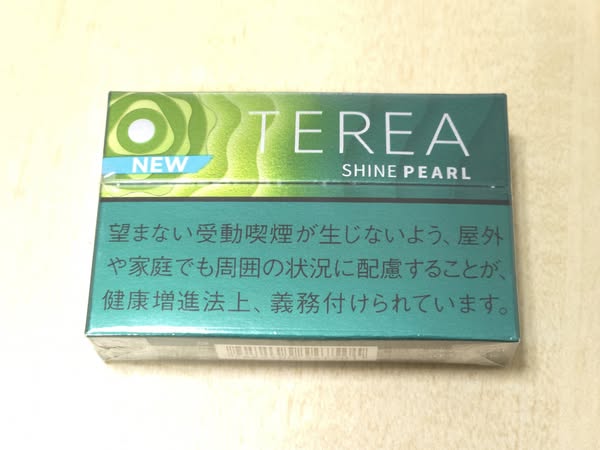 TEREA
NEW
SHINE PEARL
望まない受動喫煙が生じないよう、屋外
や家庭でも周囲の状況に配慮することが、
健康増進法上、義務付けられています。